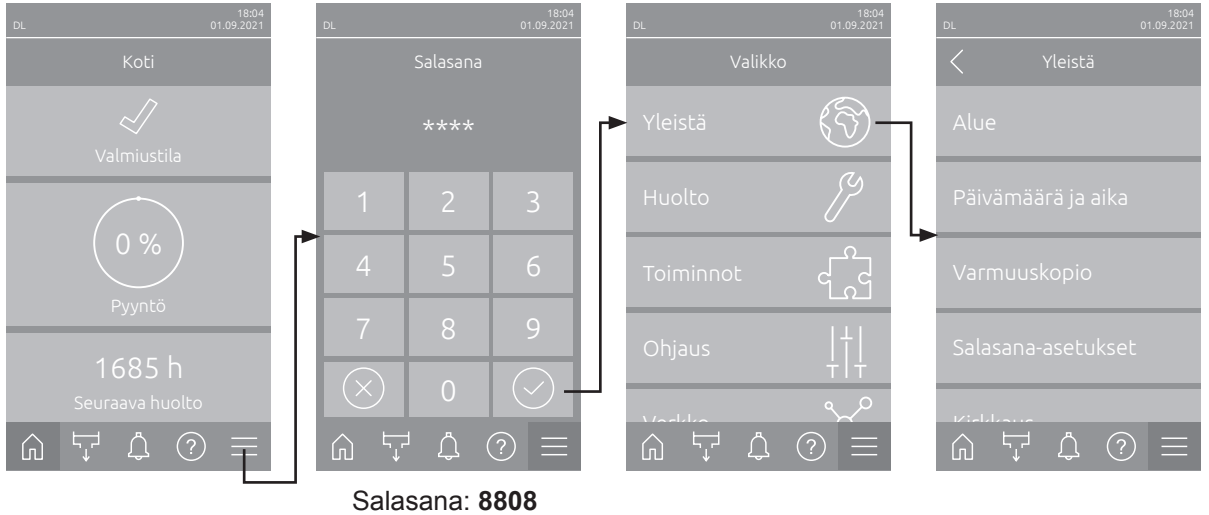 18:04
DL
01.09.2021
Koti
Valmiustila
0 %
Pyyntö
1685 h
Seuraava huolto
?
18:04
DL
01.09.2021
Salasana
****
1
2
3
4
5
6
7
8
9
0
?
Salasana: 8808
18:04
DL
01.09.2021
Valikko
Yleistä
Huolto
Toiminnot
Ohjaus
Verkko
?
18:04
DL
01.09.2021
Yleistä
Alue
Päivämäärä ja aika
Varmuuskopio
Salasana-asetukset
Kirkkaus
?